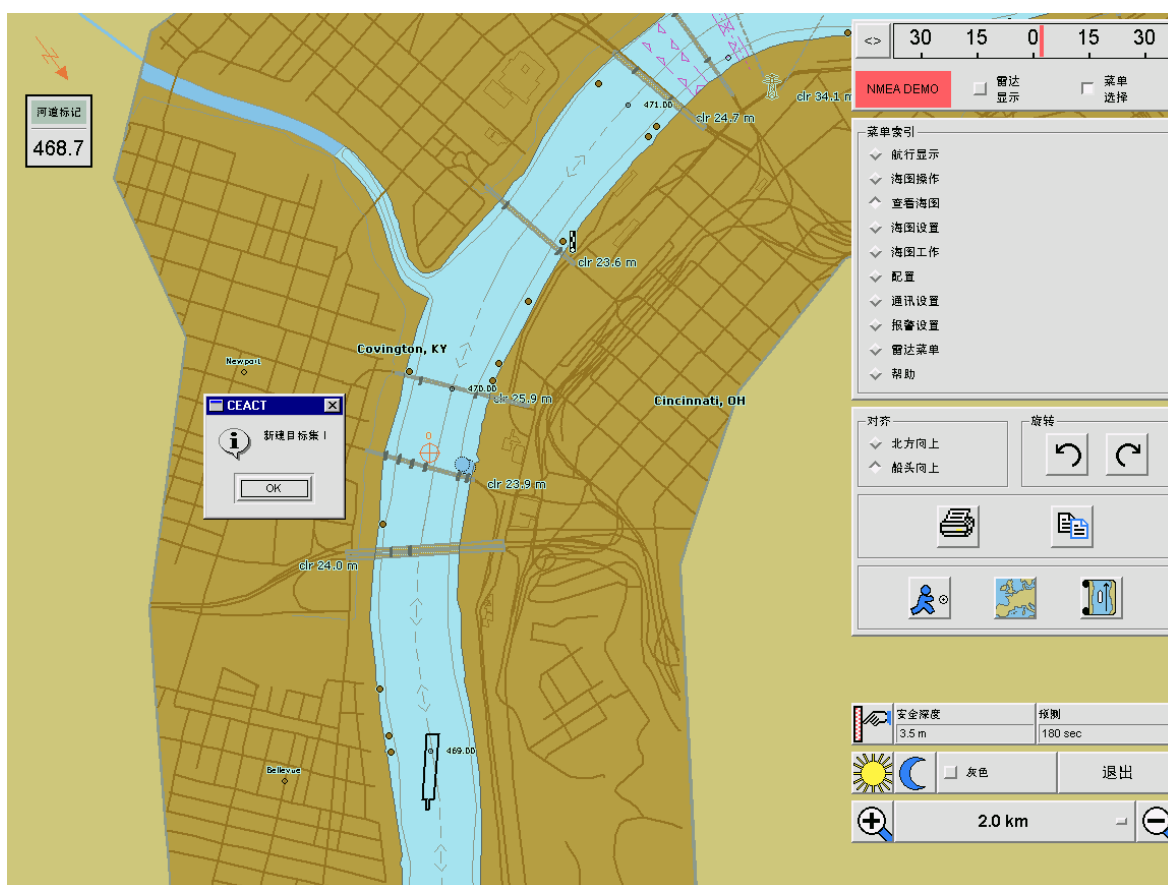 河道标记
468.7
471.00
clr 34.1 m
clr 24.7 m
clr 23.6 m
Covington, KY
Newport
470.00
clr 25.9 m
Cincinnati, OH
CEACT
新建目标集!
OK
0
clr 23.9 m
clr 24.0 m
469.00
Bellevue
<> 30 15 0 15 30
NMEA DEMO
雷达
显示
菜单
选择
菜单索引
航行显示
海图操作
查看海图
海图设置
海图工作
配置
通讯设置
报警设置
雷达菜单
帮助
对齐
北方向上
船头向上
旋转
安全深度
3.5 m
预测
180 sec
灰色
退出
2.0 km